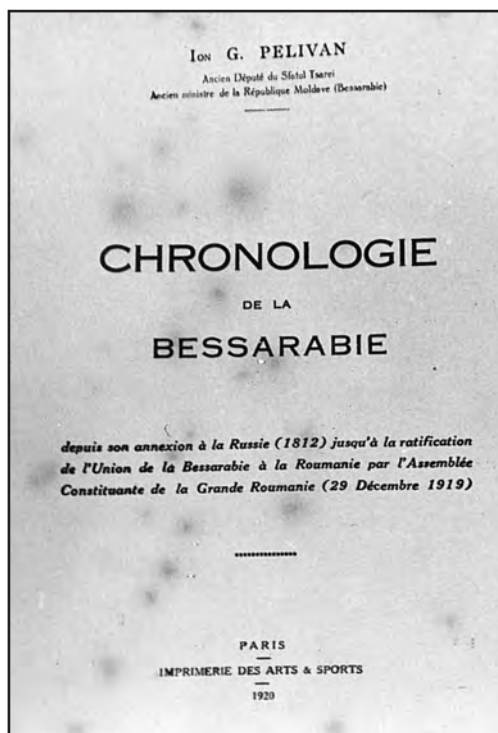 Ion G. PELIVAN
Ancien Député du Sfatul Tsarei
Ancien ministre de la République Moldave (Bessarabie)
CHRONOLOGIE
DE LA
BESSARABIE
depuis son annexion à la Russie (1812) jusqu'à la ratification
de l'Union de la Bessarabie à la Roumanie par l'Assemblée
Constituante de la Grande Roumanie (29 Décembre 1919)
PARIS
IMPRIMERIE DES ARTS & SPORTS
1920